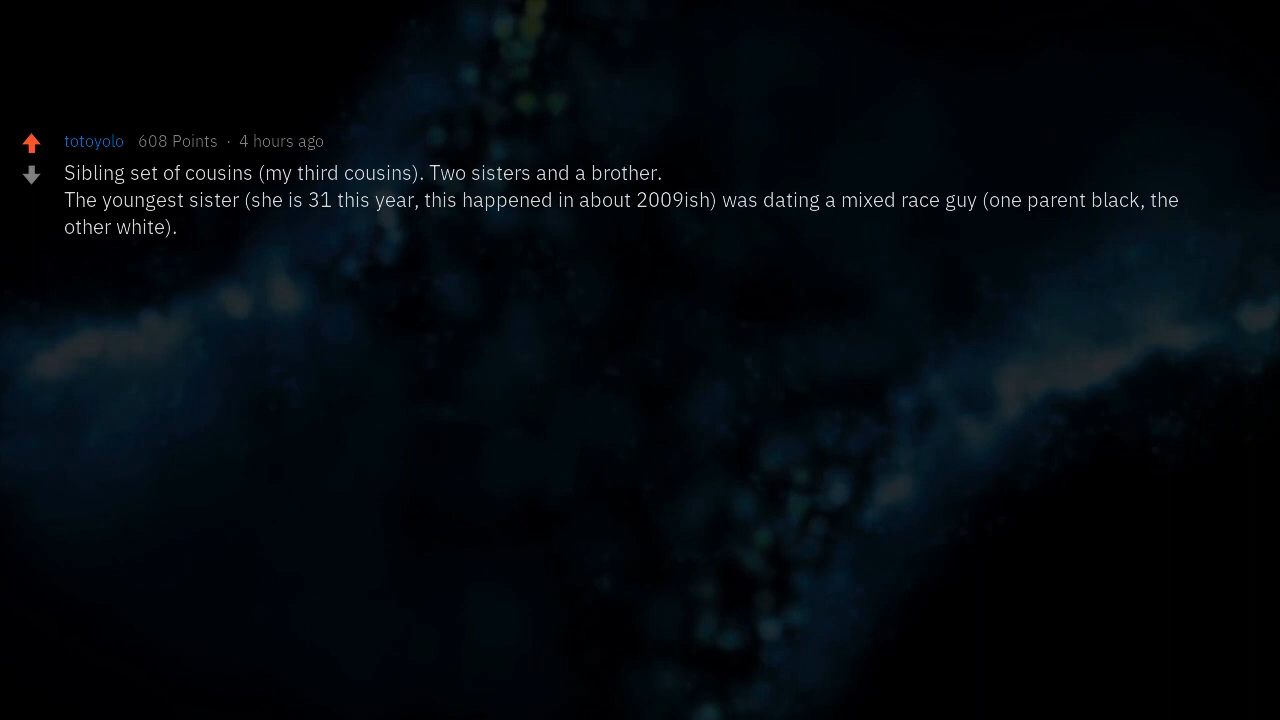 totoyolo 608 Points · 4 hours ago
Sibling set of cousins (my third cousins). Two sisters and a brother.
The youngest sister (she is 31 this year, this happened in about 2009ish) was dating a mixed race guy (one parent black, the
other white).